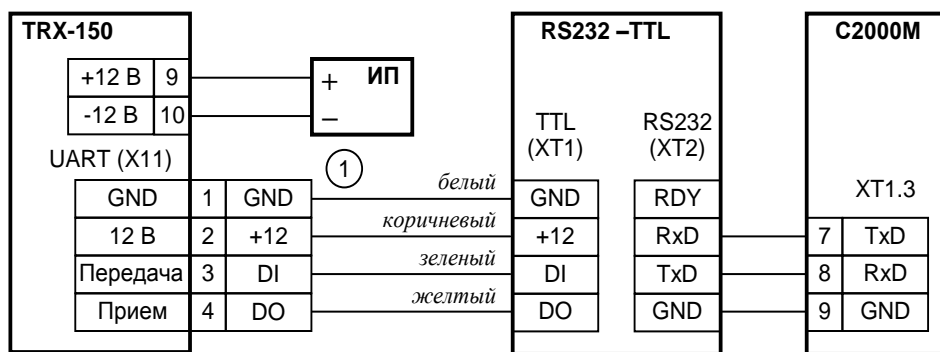 TRX-150
RS232 –TTL
C2000M
+12 В 9
+ ИП
-12 В 10
–
TTL
(XT1)
RS232
(XT2)
UART (X11)
1
XT1.3
GND 1 GND белый GND RDY
12 В 2 +12 коричневый +12 RxD 7 TxD
Передача 3 DI зеленый DI TxD 8 RxD
Прием 4 DO желтый DO GND 9 GND